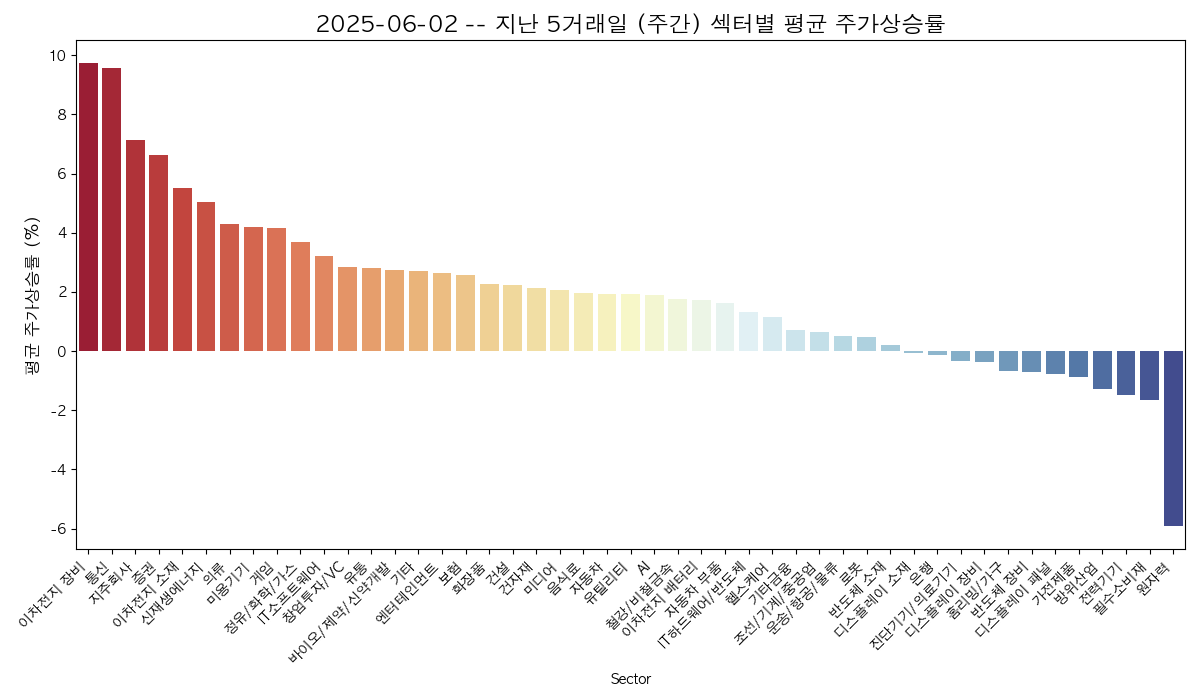 2025-06-02 -- 지난 5거래일 (주간) 섹터별 평균 주가상승률
평균 주가상승률 (%)
10
8
6
4
2
0
-2
-4
-6
이차전지 장비
통신
지주회사
증권
이차전지 소재
신재생에너지
의류
미용기기
게임
정유/화학/가스
IT소프트웨어
창업투자/VC
유통
바이오/제약/신약개발
기타
엔터테인먼트
보험
화장품
건설
건자재
미디어
음식료
자동차
유틸리티
AI
철강/비철금속
이차전지 배터리
자동차 부품
IT하드웨어/반도체
헬스케어
기타금융
조선/기계/중공업
운송/항공/물류
로봇
반도체 소재
디스플레이 소재
은행
진단기기/의료기기
디스플레이 장비
홈리빙/가구
반도체 장비
디스플레이 패널
가전제품
방위산업
전력기기
필수소비재
원자력
Sector